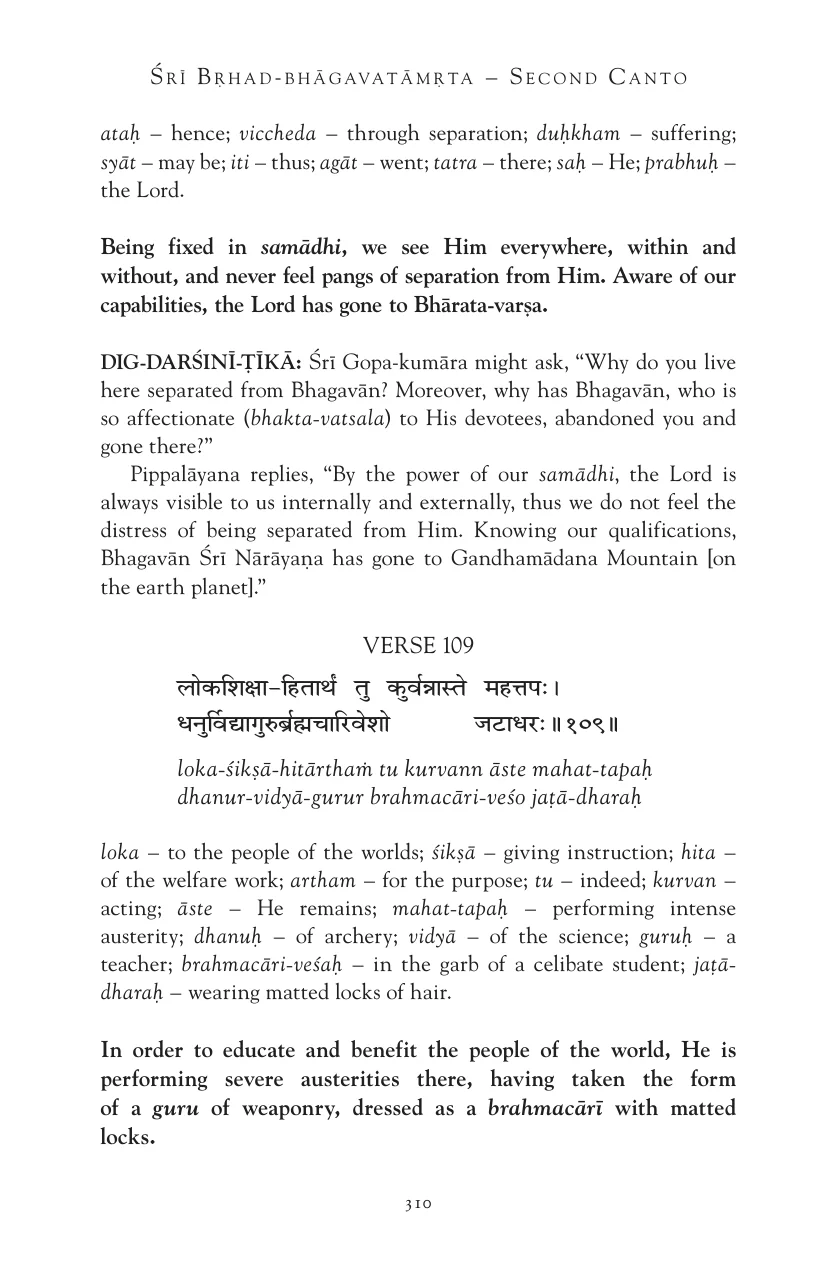 ŚRĪ BṚHAD-BHĀGAVATĀMṚTA – SECOND CANTO
ataḥ – hence; viccheda – through separation; duḥkham – suffering;
syāt – may be; iti – thus; agāt – went; tatra – there; saḥ – He; prabhuḥ –
the Lord.
Being fixed in samādhi, we see Him everywhere, within and
without, and never feel pangs of separation from Him. Aware of our
capabilities, the Lord has gone to Bhārata-varṣa.
DIG-DARŚINĪ-ṬĪKĀ: Śrī Gopa-kumāra might ask, “Why do you live
here separated from Bhagavān? Moreover, why has Bhagavān, who is
so affectionate (bhakta-vatsala) to His devotees, abandoned you and
gone there?”
Pippalāyana replies, “By the power of our samādhi, the Lord is
always visible to us internally and externally, thus we do not feel the
distress of being separated from Him. Knowing our qualifications,
Bhagavān Śrī Nārāyaṇa has gone to Gandhamādana Mountain [on
the earth planet].”
VERSE 109
लोकशिक्षा-हितार्थं तु कुर्वन्नास्ते महत्तपः।
धनुर्विद्यागुरुर्ब्रह्मचारिवेशो जटाधरः॥१०९॥
loka-śikṣā-hitārthaṁ tu kurvann āste mahat-tapaḥ
dhanur-vidyā-gurur brahmacāri-veśo jaṭā-dharaḥ
loka – to the people of the worlds; śikṣā – giving instruction; hita –
of the welfare work; artham – for the purpose; tu – indeed; kurvan –
acting; āste – He remains; mahat-tapaḥ – performing intense
austerity; dhanuḥ – of archery; vidyā – of the science; guruḥ – a
teacher; brahmacāri-veśaḥ – in the garb of a celibate student; jaṭā-
dharaḥ – wearing matted locks of hair.
In order to educate and benefit the people of the world, He is
performing severe austerities there, having taken the form
of a guru of weaponry, dressed as a brahmacārī with matted
locks.
310